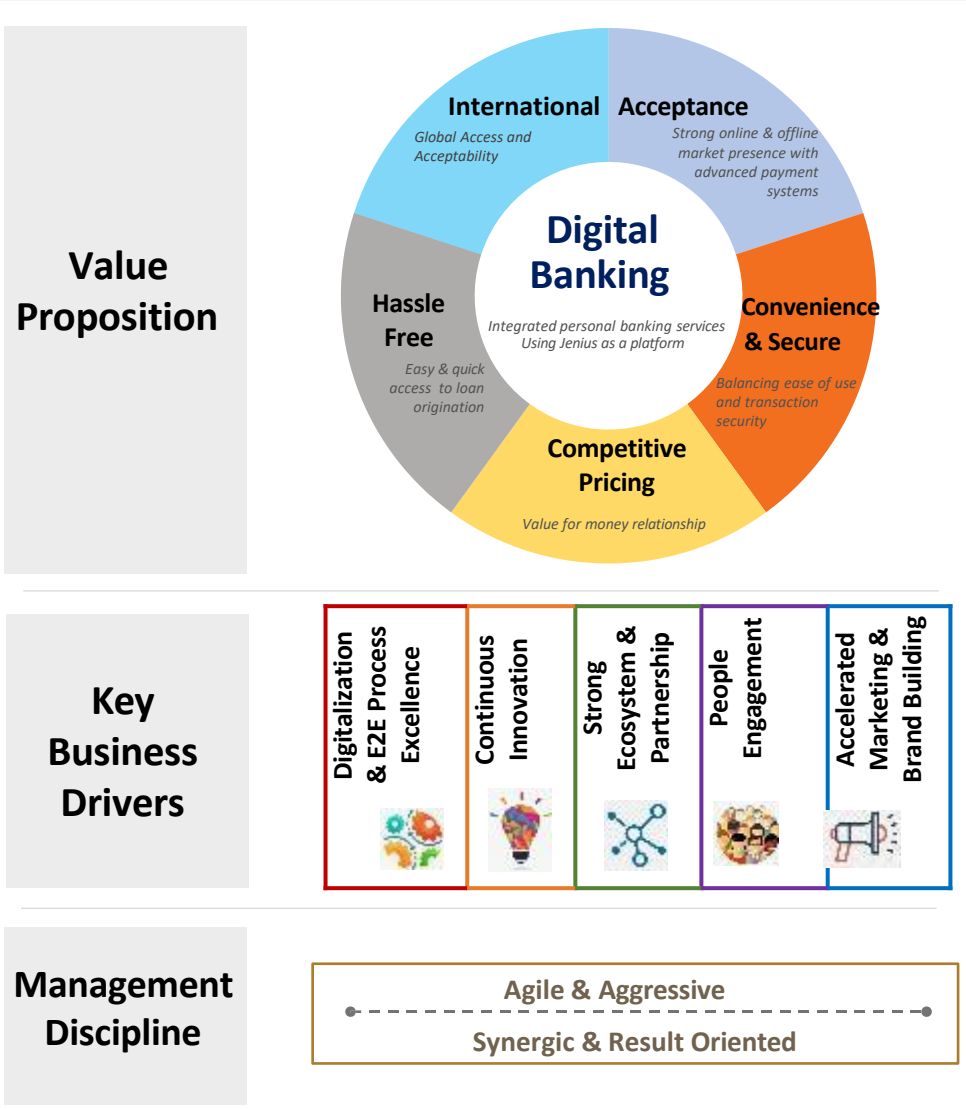 Value
Proposition
International
Global Access and
Acceptability
Acceptance
Strong online & offline
market presence with
advanced payment
systems
Digital
Banking
Integrated personal banking services
Using Jenius as a platform
Hassle
Free
Easy & quick
access to loan
origination
Convenience
& Secure
Balancing ease of use
and transaction
security
Competitive
Pricing
Value for money relationship
Key
Business
Drivers
Digitalization
& E2E Process
Excellence
Continuous
Innovation
Strong
Ecosystem &
Partnership
People
Engagement
Accelerated
Marketing &
Brand Building
Management
Discipline
Agile & Aggressive
Synergic & Result Oriented